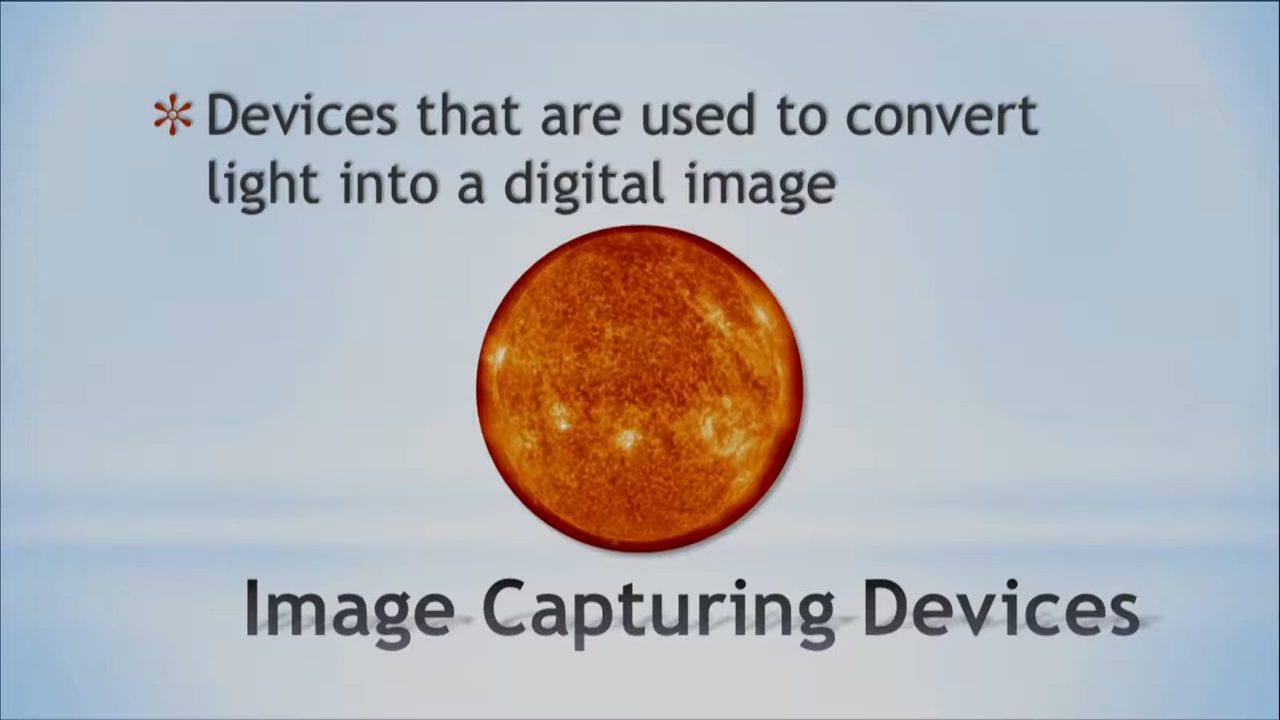 Devices that are used to convert
light into a digital image
Image Capturing Devices